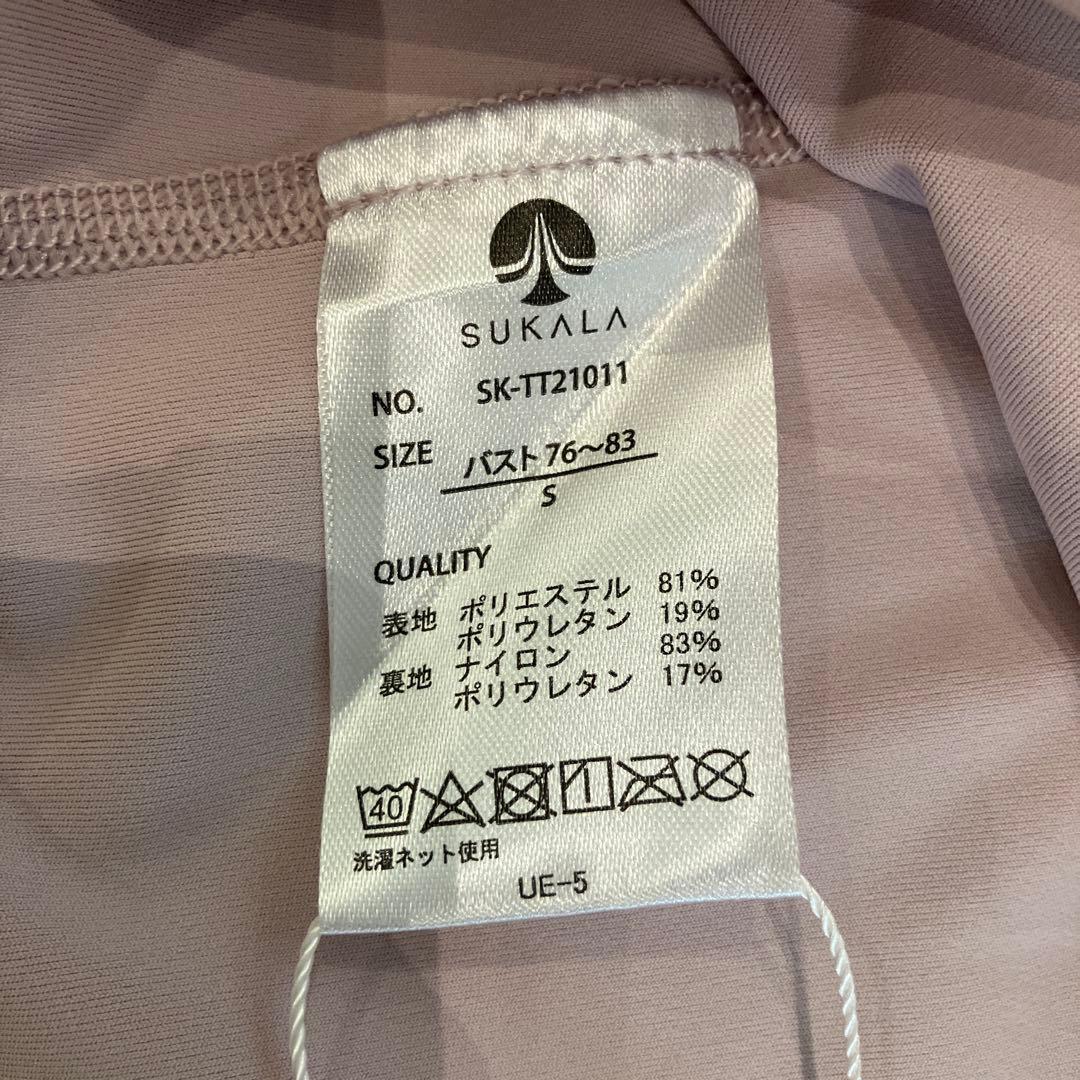 SUKALA
NO. SK-TT21011
SIZE バスト 76〜83
S
QUALITY
表地 ポリエステル 81%
ポリウレタン 19%
裏地 ナイロン 83%
ポリウレタン 17%
40
洗濯ネット使用
UE-5